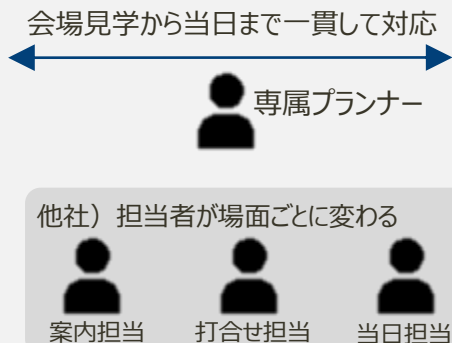 会場見学から当日まで一貫して対応
専属プランナー
他社）担当者が場面ごとに変わる
案内担当 打合せ担当 当日担当